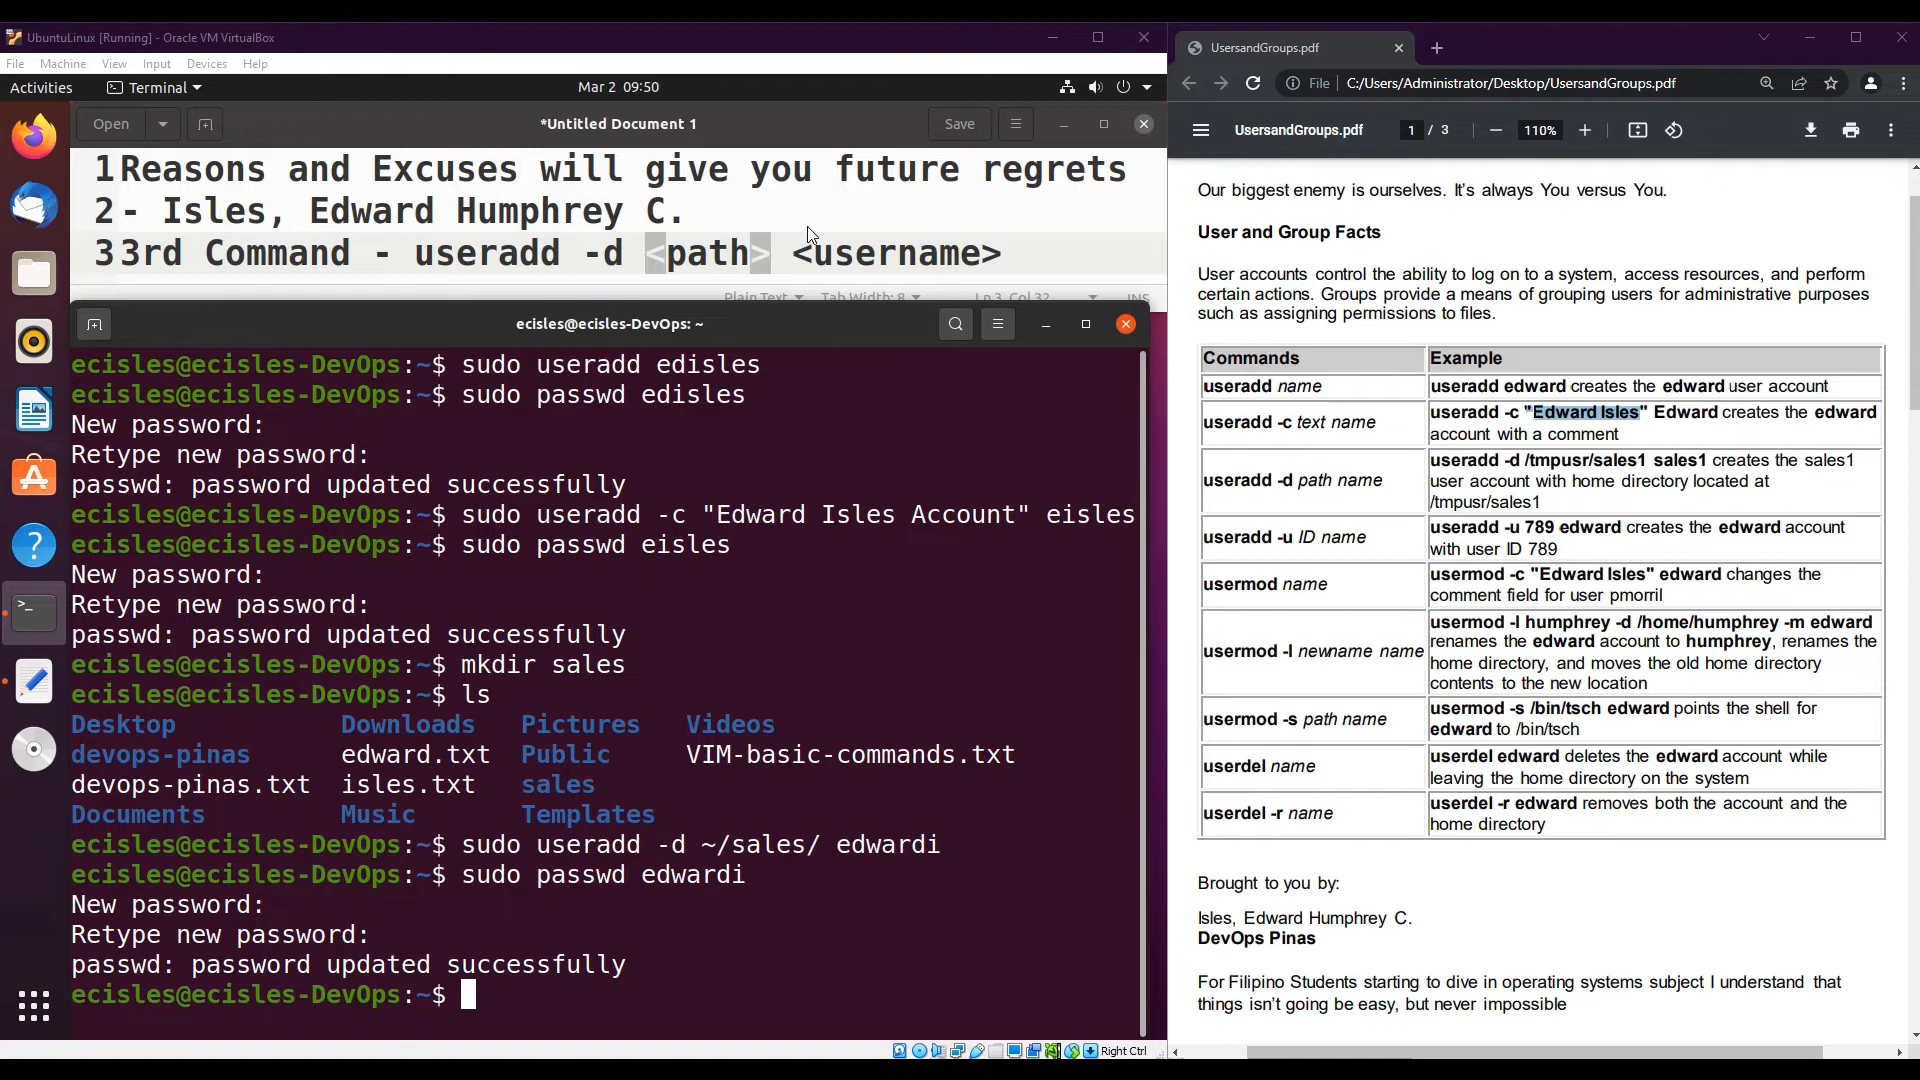 UbuntuLinux [Running] - Oracle VM VirtualBox
File Machine View Input Devices Help
Activities Terminal Mar 2 09:50
Open *Untitled Document 1 Save
1 Reasons and Excuses will give you future regrets
2 - Isles, Edward Humphrey C.
3 3rd Command - useradd -d <path> <username>
Plain Text Tab Width: 8 Ln 3, Col 32 INS
ecisles@ecisles-DevOps: ~
ecisles@ecisles-DevOps:~$ sudo useradd edisles
ecisles@ecisles-DevOps:~$ sudo passwd edisles
New password:
Retype new password:
passwd: password updated successfully
ecisles@ecisles-DevOps:~$ sudo useradd -c "Edward Isles Account" eisles
ecisles@ecisles-DevOps:~$ sudo passwd eisles
New password:
Retype new password:
passwd: password updated successfully
ecisles@ecisles-DevOps:~$ mkdir sales
ecisles@ecisles-DevOps:~$ ls
Desktop Downloads Pictures Videos
devops-pinas edward.txt Public VIM-basic-commands.txt
devops-pinas.txt isles.txt sales
Documents Music Templates
ecisles@ecisles-DevOps:~$ sudo useradd -d ~/sales/ edwardi
ecisles@ecisles-DevOps:~$ sudo passwd edwardi
New password:
Retype new password:
passwd: password updated successfully
ecisles@ecisles-DevOps:~$
Right Ctrl
UsersandGroups.pdf
File C:/Users/Administrator/Desktop/UsersandGroups.pdf
UsersandGroups.pdf 1 / 3 110%
Our biggest enemy is ourselves. It's always You versus You.
User and Group Facts
User accounts control the ability to log on to a system, access resources, and perform
certain actions. Groups provide a means of grouping users for administrative purposes
such as assigning permissions to files.
Commands Example
useradd name useradd edward creates the edward user account
useradd -c text name useradd -c "Edward Isles" Edward creates the edward
account with a comment
useradd -d path name useradd -d /tmpusr/sales1 sales1 creates the sales1
user account with home directory located at
/tmpusr/sales1
useradd -u ID name useradd -u 789 edward creates the edward account
with user ID 789
usermod name usermod -c "Edward Isles" edward changes the
comment field for user pmorril
usermod -l newname name usermod -l humphrey -d /home/humphrey -m edward
renames the edward account to humphrey, renames the
home directory, and moves the old home directory
contents to the new location
usermod -s path name usermod -s /bin/tsch edward points the shell for
edward to /bin/tsch
userdel name userdel edward deletes the edward account while
leaving the home directory on the system
userdel -r name userdel -r edward removes both the account and the
home directory
Brought to you by:
Isles, Edward Humphrey C.
DevOps Pinas
For Filipino Students starting to dive in operating systems subject I understand that
things isn't going be easy, but never impossible